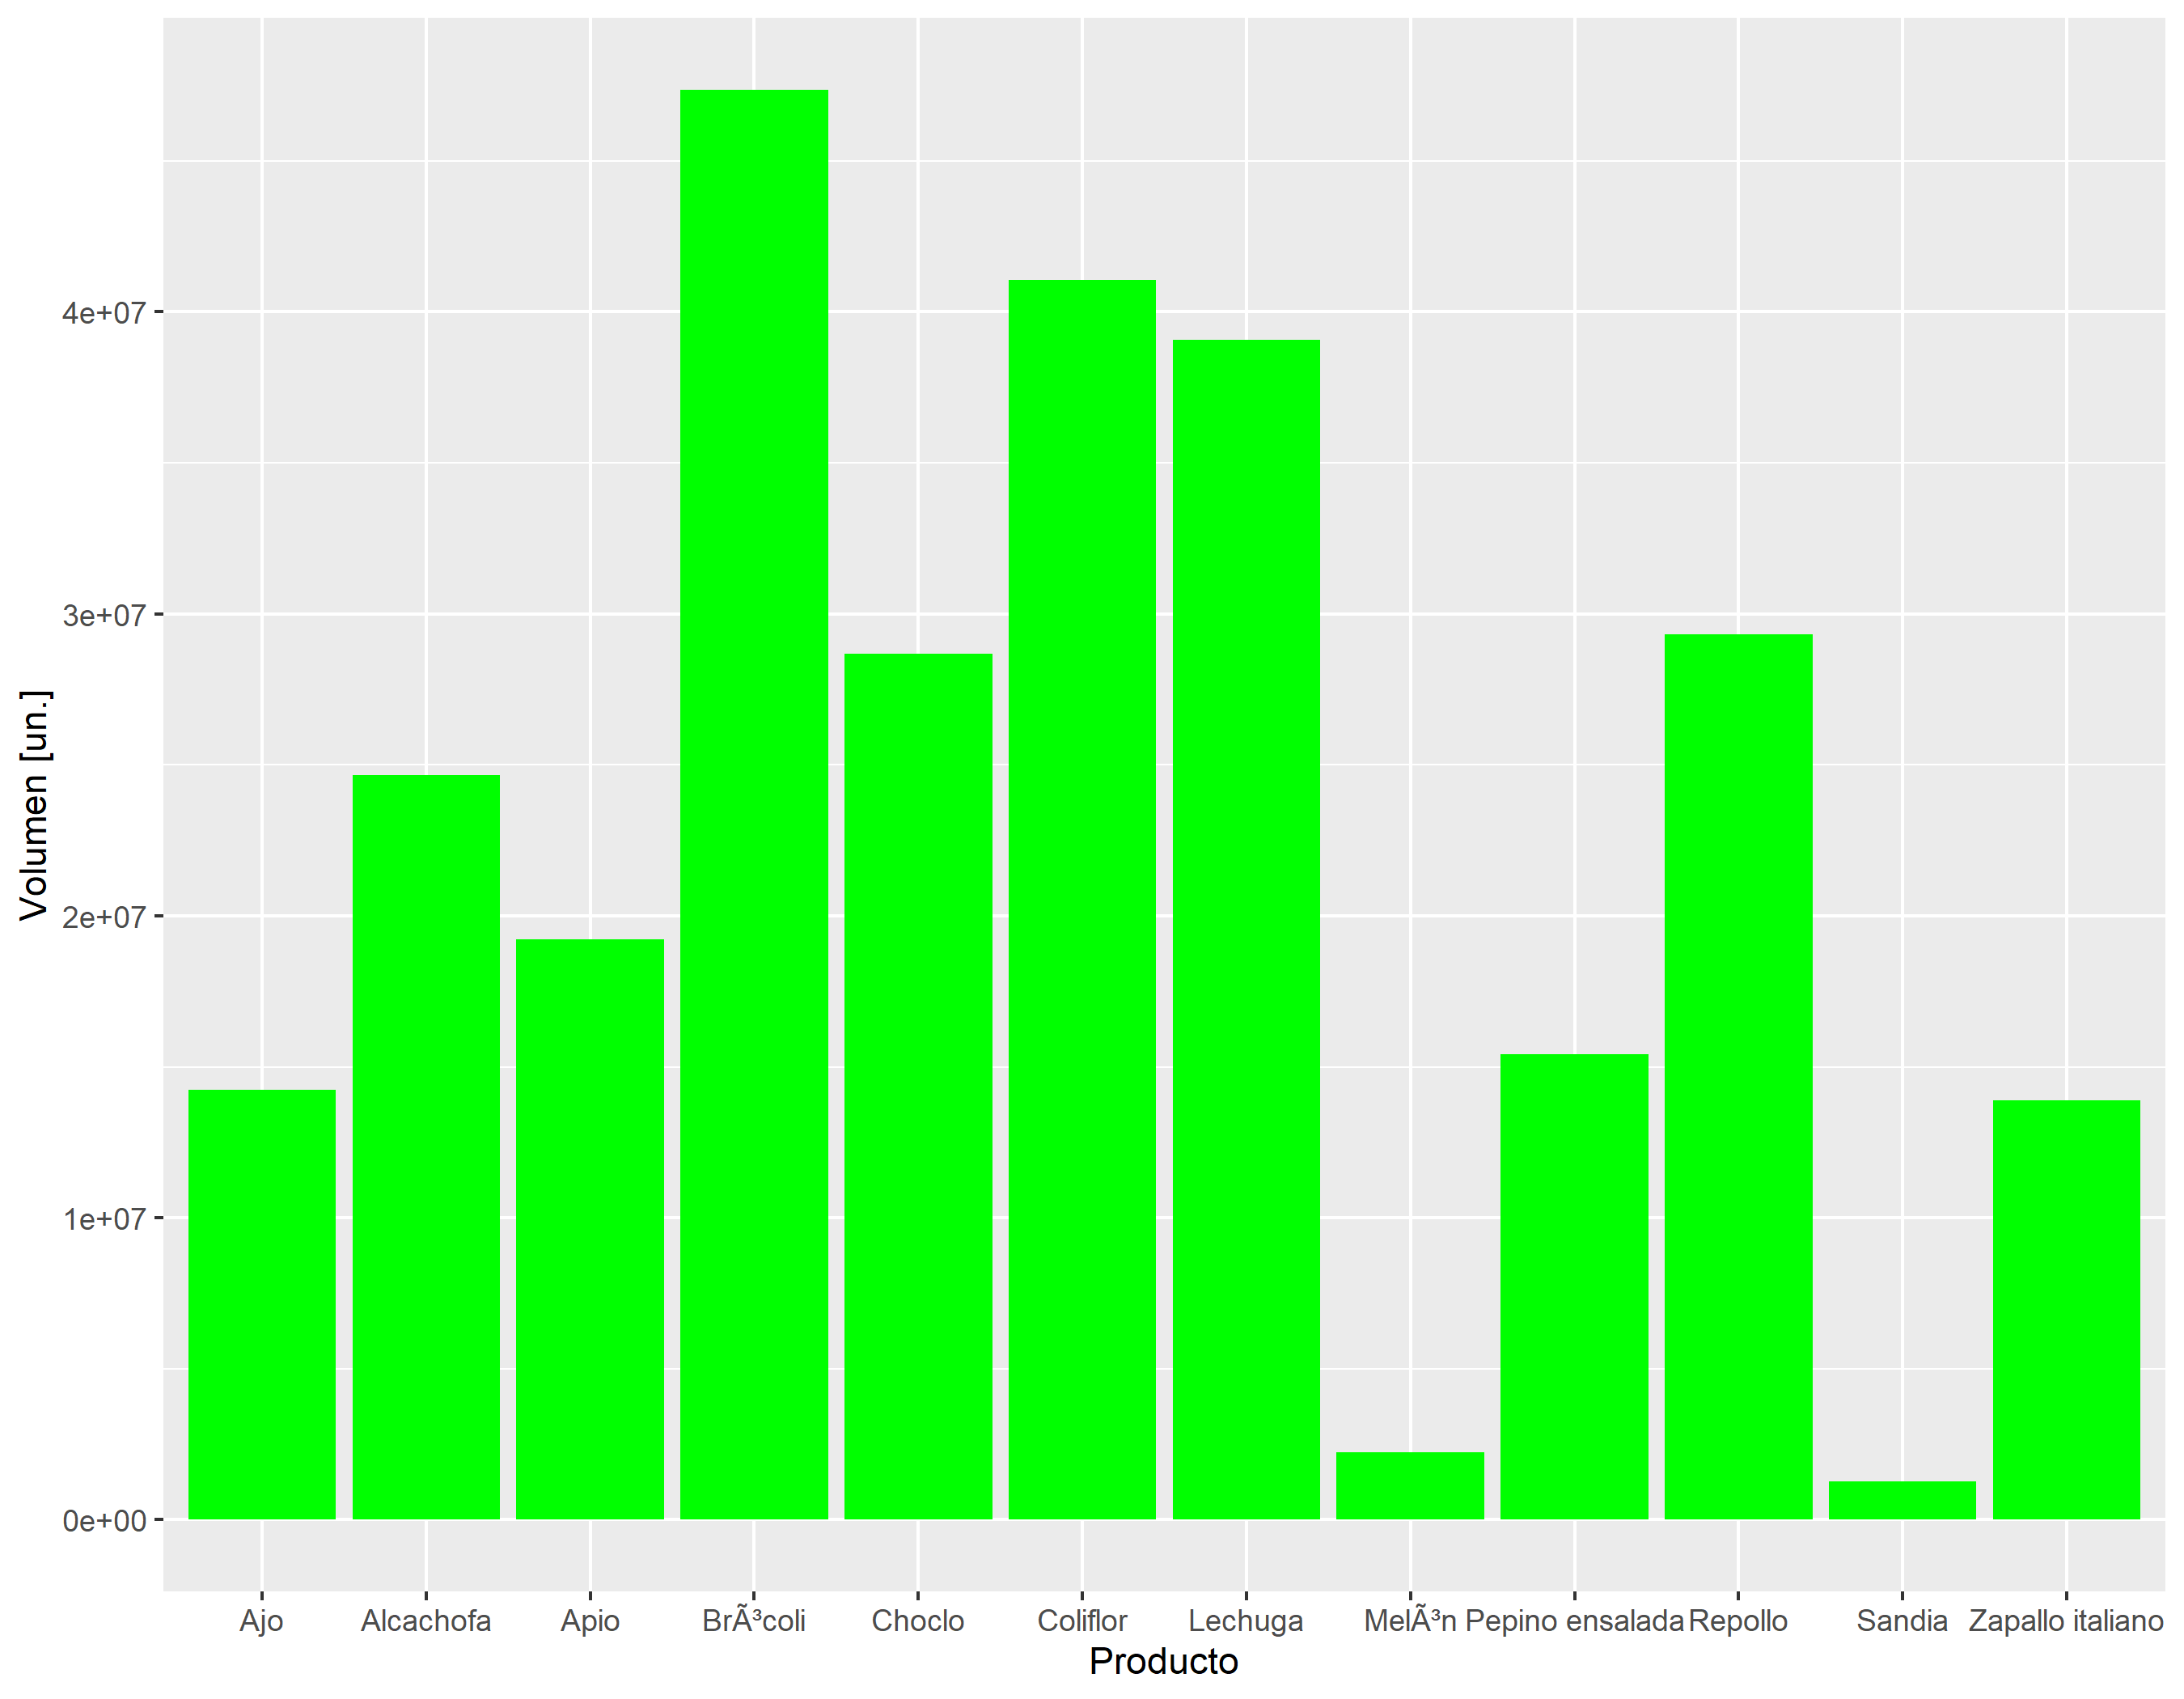 Volumen [un.]
4e+07
3e+07
2e+07
1e+07
0e+00
Ajo Alcachofa Apio BrÃ³coli Choclo Coliflor Lechuga MelÃ³n Pepino ensalada Repollo Sandia Zapallo italiano
Producto